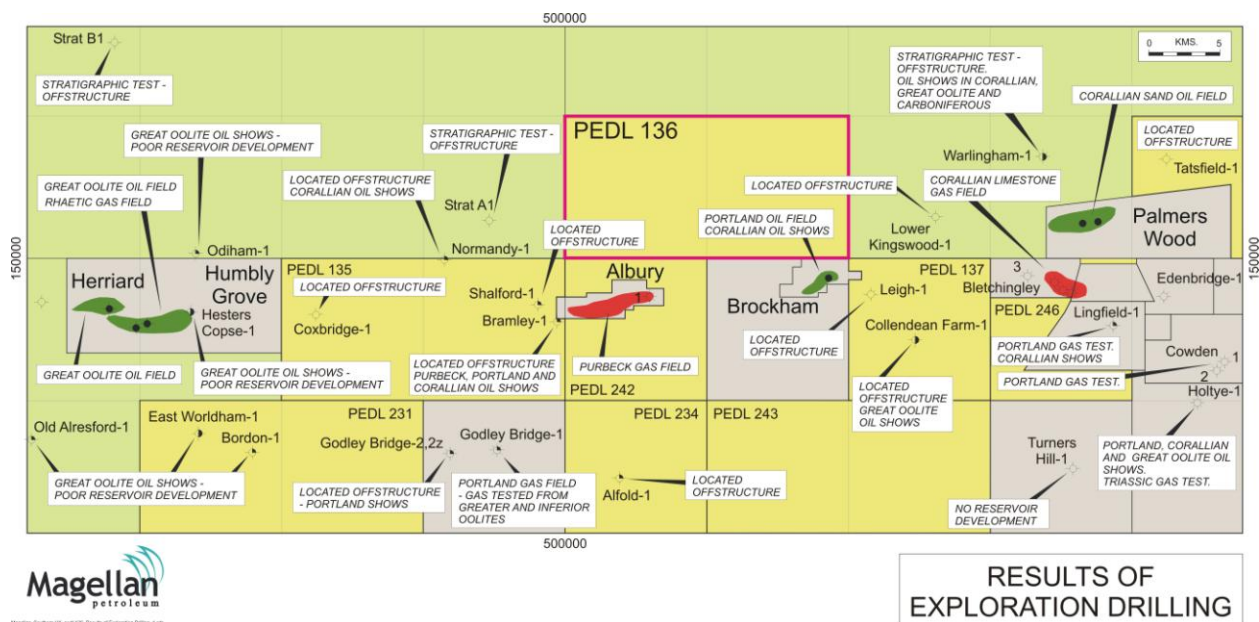 500000
Strat B1
STRATIGRAPHIC TEST -
OFFSTRUCTURE
GREAT OOLITE OIL SHOWS -
POOR RESERVOIR DEVELOPMENT
STRATIGRAPHIC TEST -
OFFSTRUCTURE
PEDL 136
STRATIGRAPHIC TEST -
OFFSTRUCTURE.
OIL SHOWS IN CORALLIAN,
GREAT OOLITE AND
CARBONIFEROUS
0 KMS. 5
CORALLIAN SAND OIL FIELD
LOCATED
OFFSTRUCTURE
Tatsfield-1
Warlingham-1
GREAT OOLITE OIL FIELD
RHAETIC GAS FIELD
LOCATED OFFSTRUCTURE
CORALLIAN OIL SHOWS
Strat A1
LOCATED OFFSTRUCTURE
CORALLIAN LIMESTONE
GAS FIELD
LOCATED
OFFSTRUCTURE
PORTLAND OIL FIELD
CORALLIAN OIL SHOWS
Lower
Kingswood-1
Palmers
Wood
Odiham-1
Normandy-1
150000
150000
Herriard
Humbly
Grove
Hesters
Copse-1
PEDL 135
LOCATED
OFFSTRUCTURE
Coxbridge-1
Shalford-1
Bramley-1
Albury
1
Brockham
PEDL 137
Leigh-1
Collendean Farm-1
3
Bletchingley
PEDL 246
Edenbridge-1
Lingfield-1
Cowden
1
2
Holtye-1
GREAT OOLITE OIL FIELD
GREAT OOLITE OIL SHOWS -
POOR RESERVOIR DEVELOPMENT
LOCATED OFFSTRUCTURE
PURBECK, PORTLAND AND
CORALLIAN OIL SHOWS
PURBECK GAS FIELD
PEDL 242
LOCATED
OFFSTRUCTURE
LOCATED
OFFSTRUCTURE
GREAT OOLITE
OIL SHOWS
PORTLAND GAS TEST.
CORALLIAN SHOWS
PORTLAND GAS TEST.
Old Alresford-1
East Worldham-1
Bordon-1
GREAT OOLITE OIL SHOWS -
POOR RESERVOIR DEVELOPMENT
PEDL 231
Godley Bridge-2,2z
LOCATED OFFSTRUCTURE
- PORTLAND SHOWS
Godley Bridge-1
PORTLAND GAS FIELD
- GAS TESTED FROM
GREATER AND INFERIOR
OOLITES
PEDL 234
PEDL 243
Alfold-1
LOCATED
OFFSTRUCTURE
Turners
Hill-1
NO RESERVOIR
DEVELOPMENT
PORTLAND, CORALLIAN
AND GREAT OOLITE OIL
SHOWS.
TRIASSIC GAS TEST.
500000
Magellan
petroleum
RESULTS OF
EXPLORATION DRILLING